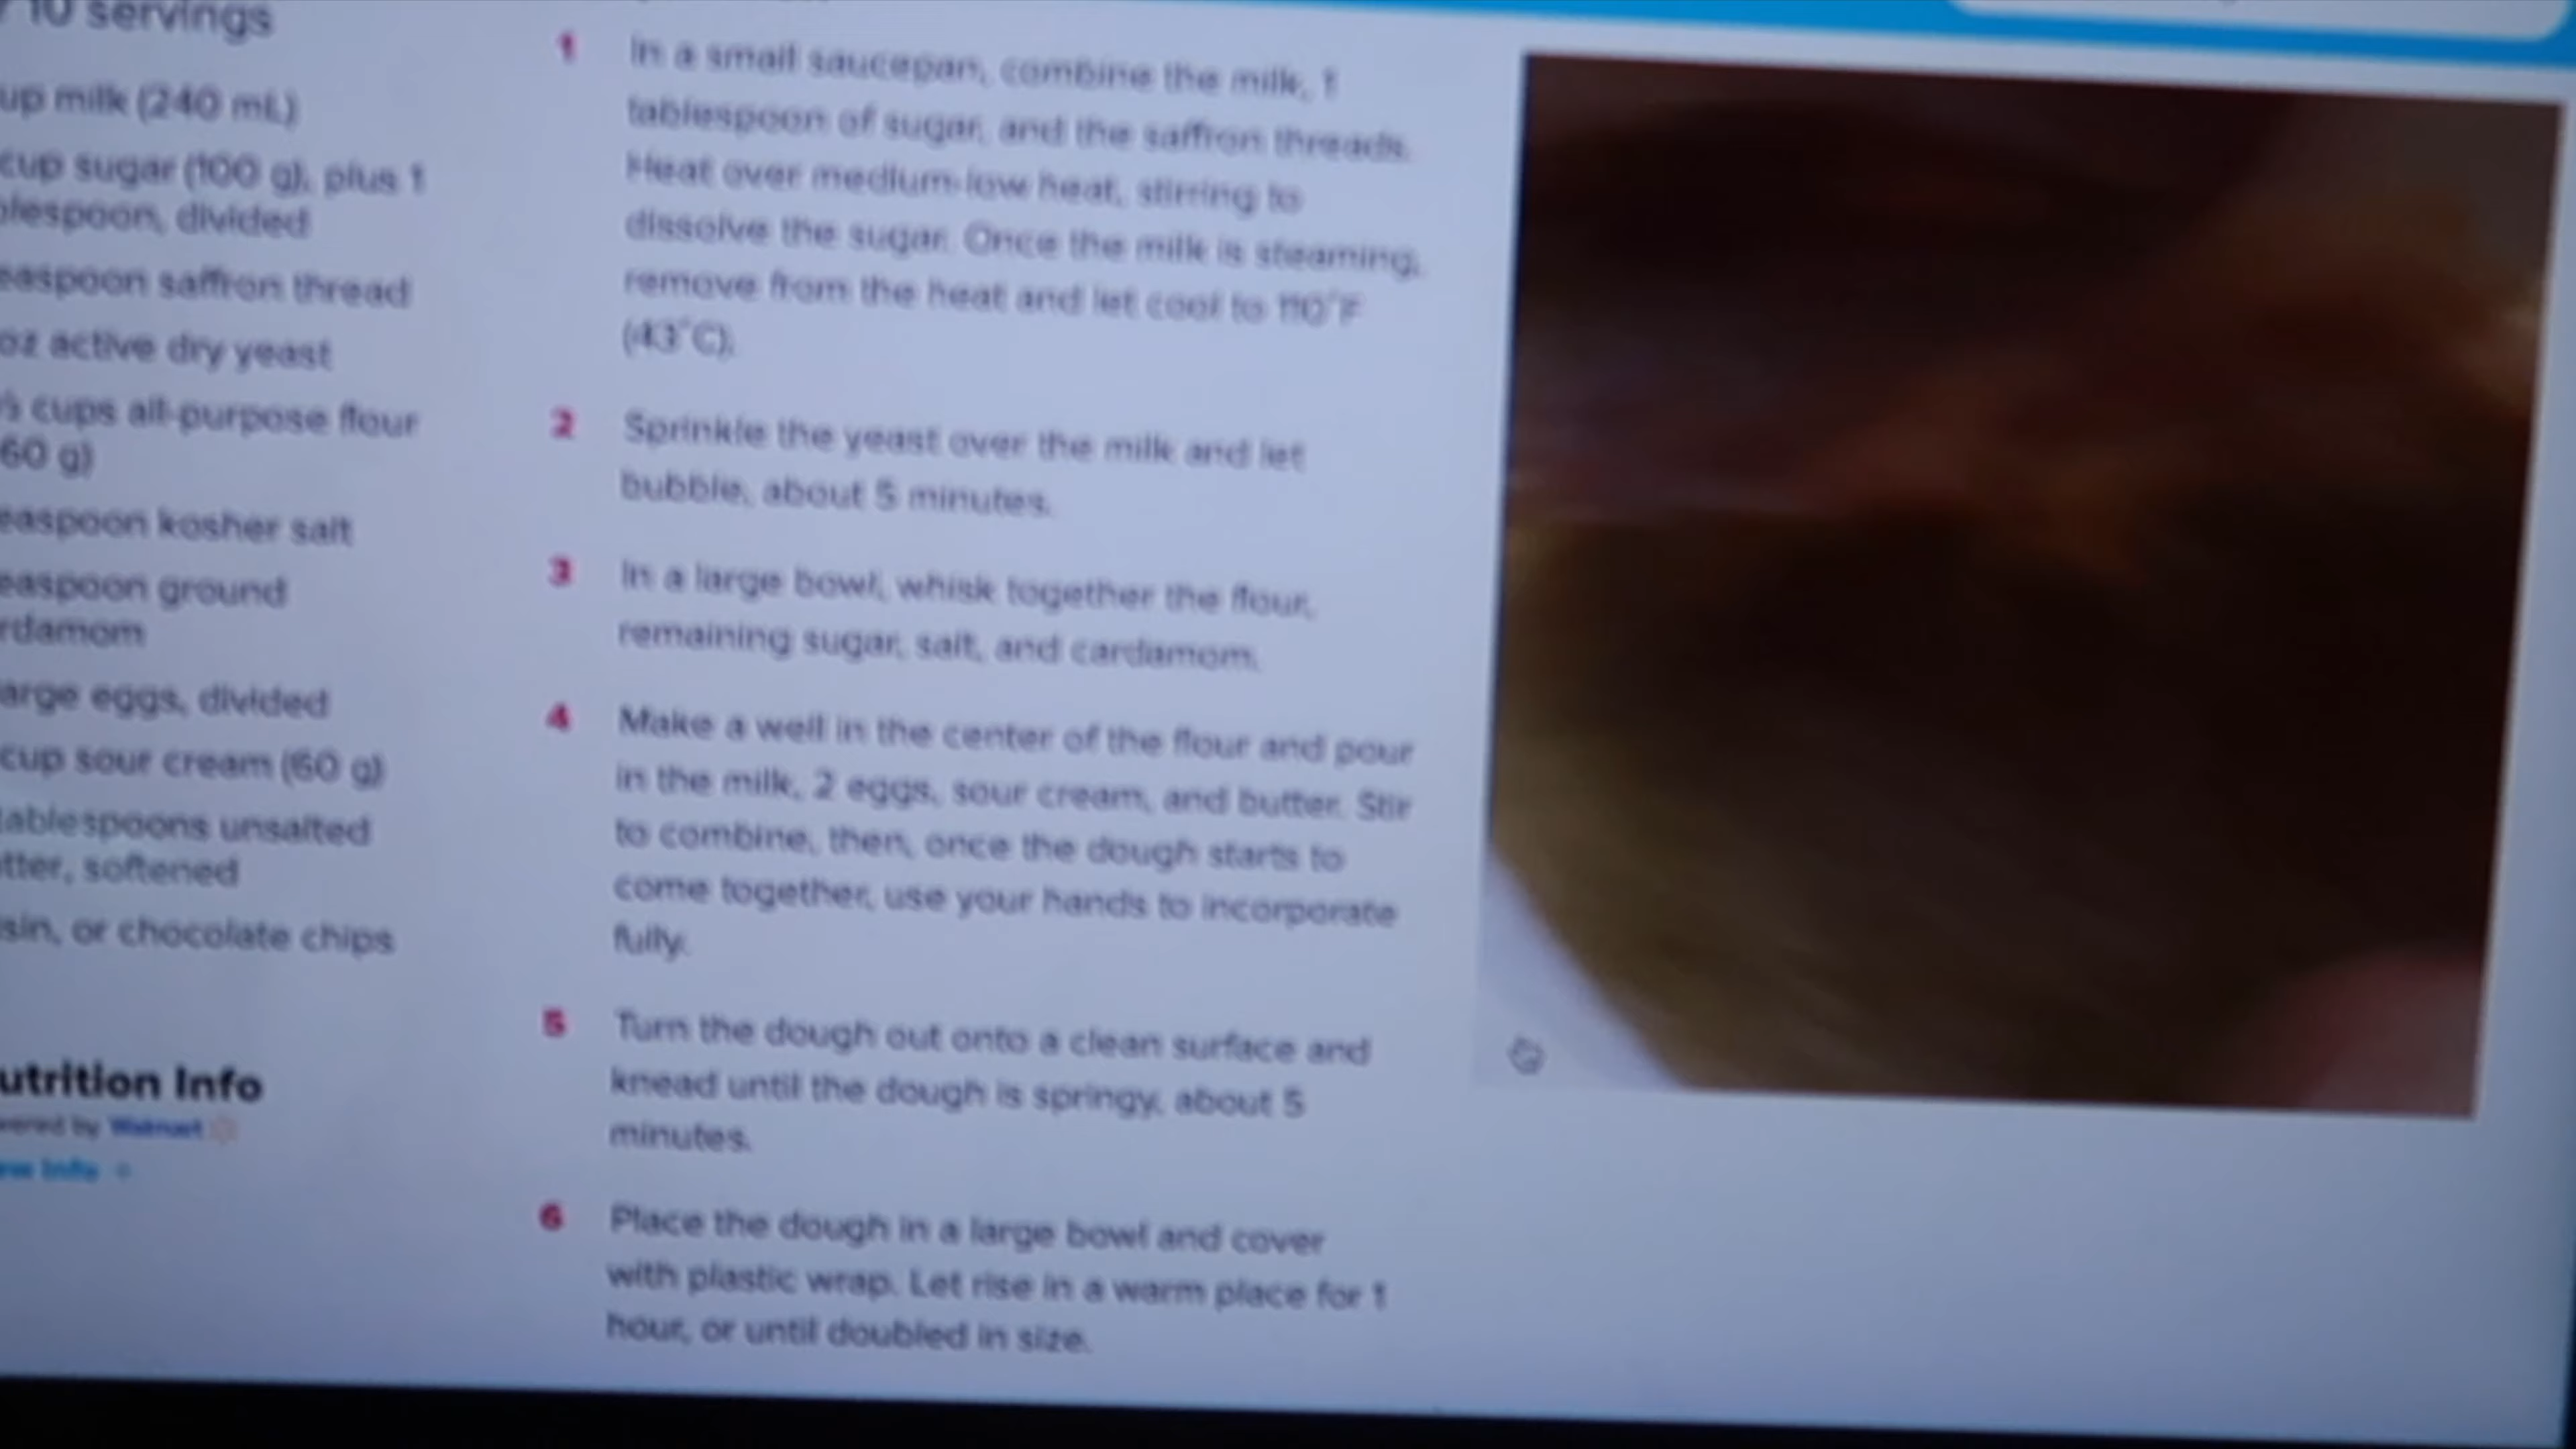 10 servings
up milk (240 mL)
cup sugar (100 g), plus 1
blespoon, divided
easpoon saffron thread
oz active dry yeast
cups all-purpose flour
60 g)
easpoon kosher salt
easpoon ground
rdamom
arge eggs, divided
cup sour cream (60 g)
tablespoons unsalted
tter, softened
sin, or chocolate chips
utrition Info
wered by Walmart
ew Info +
1 In a small saucepan, combine the milk, 1
tablespoon of sugar, and the saffron threads.
Heat over medium-low heat, stirring to
dissolve the sugar. Once the milk is steaming,
remove from the heat and let cool to 110°F
(43°C).
2 Sprinkle the yeast over the milk and let
bubble, about 5 minutes.
3 In a large bowl, whisk together the flour,
remaining sugar, salt, and cardamom.
4 Make a well in the center of the flour and pour
in the milk, 2 eggs, sour cream, and butter. Stir
to combine, then, once the dough starts to
come together, use your hands to incorporate
fully.
5 Turn the dough out onto a clean surface and
knead until the dough is springy, about 5
minutes.
6 Place the dough in a large bowl and cover
with plastic wrap. Let rise in a warm place for 1
hour, or until doubled in size.